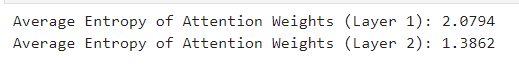 Average Entropy of Attention Weights (Layer 1): 2.0794
Average Entropy of Attention Weights (Layer 2): 1.3862